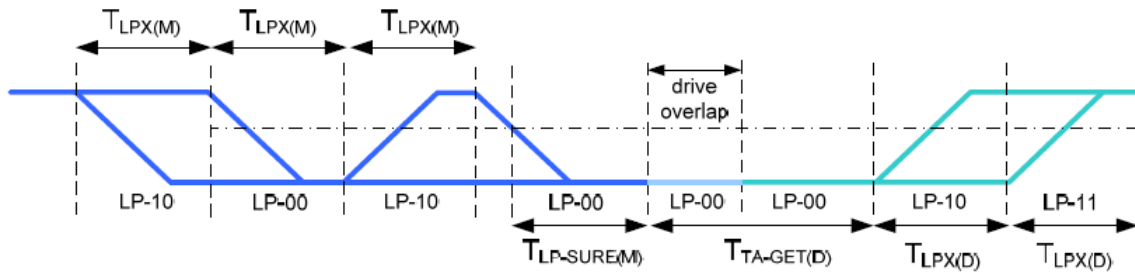 TLPX(M) TLPX(M) TLPX(M)
drive
overlap
LP-10 LP-00 LP-10 LP-00 LP-00 LP-00 LP-10 LP-11
TLP-SURE(M) TTA-GET(D) TLPX(D) TLPX(D)